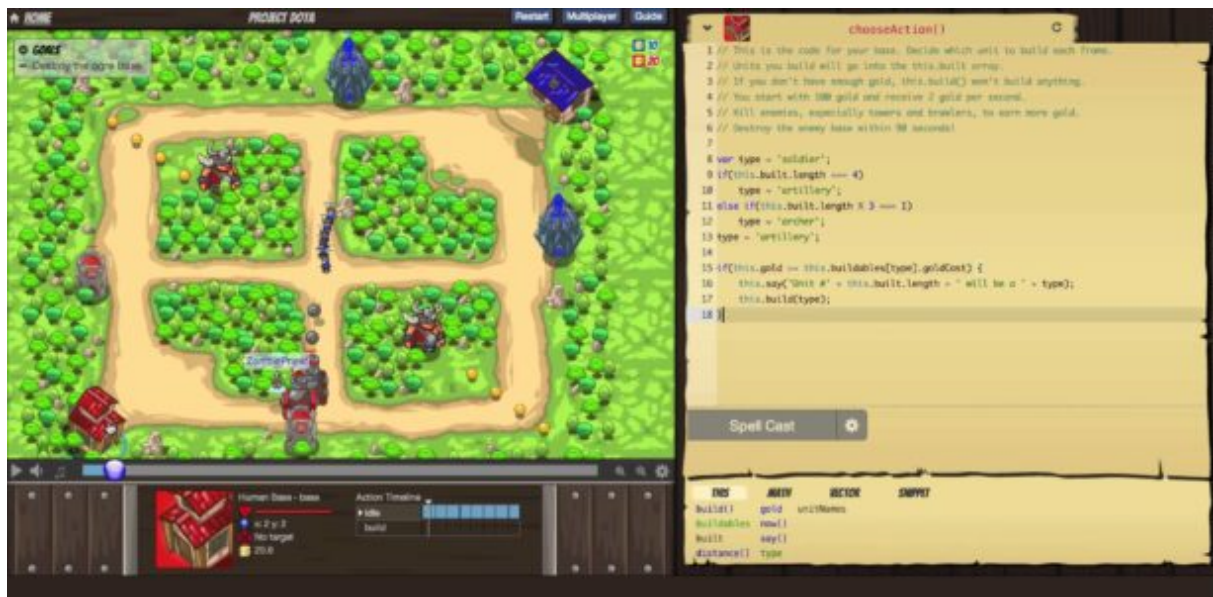 HOME
PROJECT DOTA
Restart Multiplayer Guide
GOALS
Destroy the ogre base
10
20
Human Base - base
x: 2 y: 2
No target
20.0
Action Timeline
idle
build
chooseAction()
1 // This is the code for your base. Decide which unit to build each frame.
2 // Units you build will go into the this.built array.
3 // If you don't have enough gold, this.build() won't build anything.
4 // You start with 100 gold and receive 2 gold per second.
5 // Kill enemies, especially towers and brawlers, to earn more gold.
6 // Destroy the enemy base within 90 seconds!
7
8 var type = 'soldier';
9 if(this.built.length === 4)
10 type = 'artillery';
11 else if(this.built.length % 3 === 1)
12 type = 'archer';
13 type = 'artillery';
14
15 if(this.gold >= this.buildables[type].goldCost) {
16 this.say('Unit #' + this.built.length + ' will be a ' + type);
17 this.build(type);
18 }
Spell Cast
THIS MATH VECTOR SNIPPET
build() gold unitNames
buildables now()
built say()
distance() type